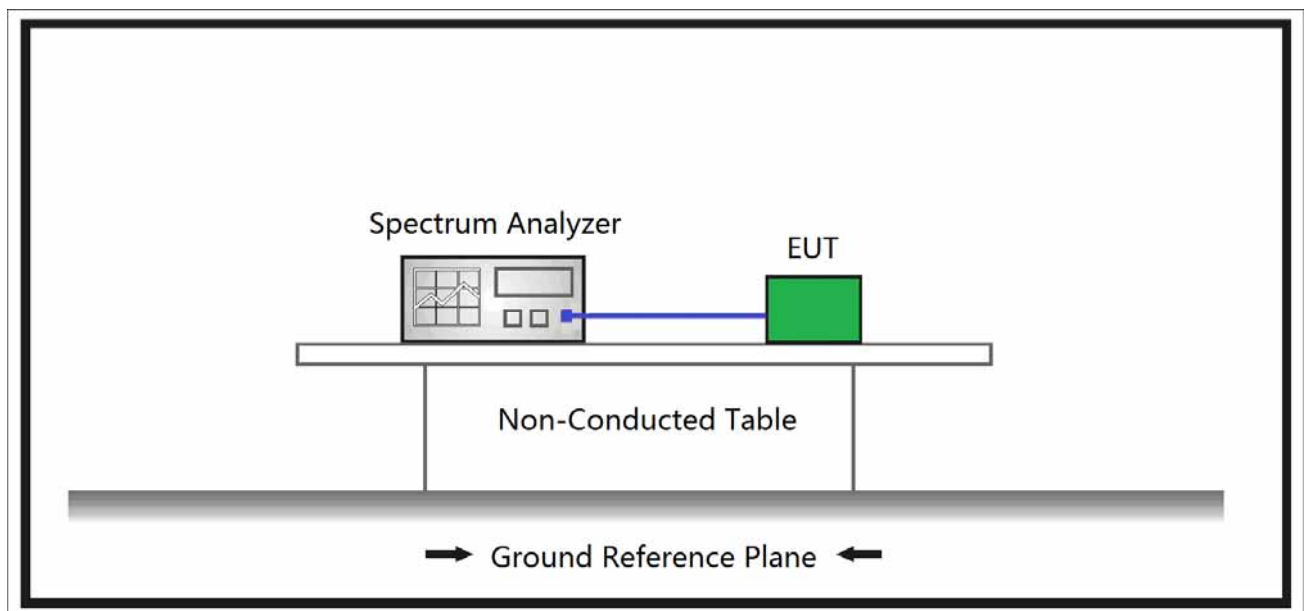 Spectrum Analyzer
EUT
Non-Conducted Table
Ground Reference Plane